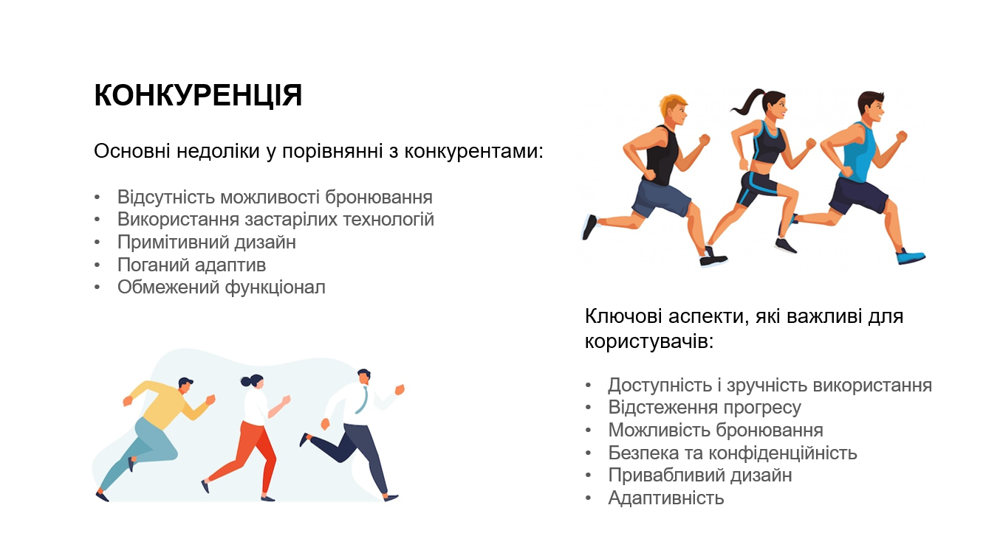 КОНКУРЕНЦІЯ
Основні недоліки у порівнянні з конкурентами:
• Відсутність можливості бронювання
• Використання застарілих технологій
• Примітивний дизайн
• Поганий адаптив
• Обмежений функціонал
Ключові аспекти, які важливі для
користувачів:
• Доступність і зручність використання
• Відстеження прогресу
• Можливість бронювання
• Безпека та конфіденційність
• Привабливий дизайн
• Адаптивність